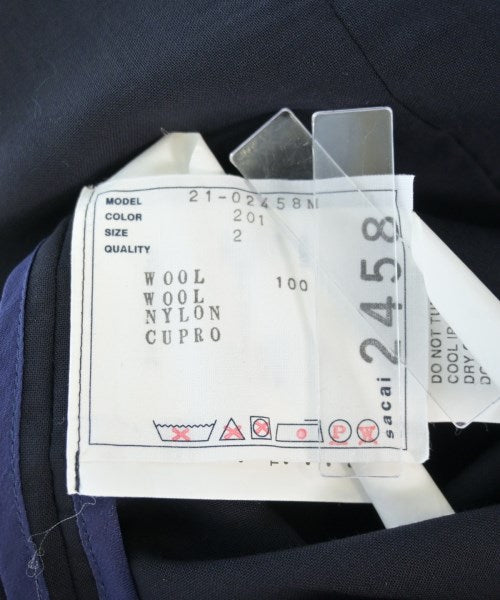 MODEL 21-02458M
COLOR 201
SIZE 2
QUALITY
WOOL 100
WOOL
NYLON
CUPRO
P W
sacai 2458
DO NOT
COOL
DRY